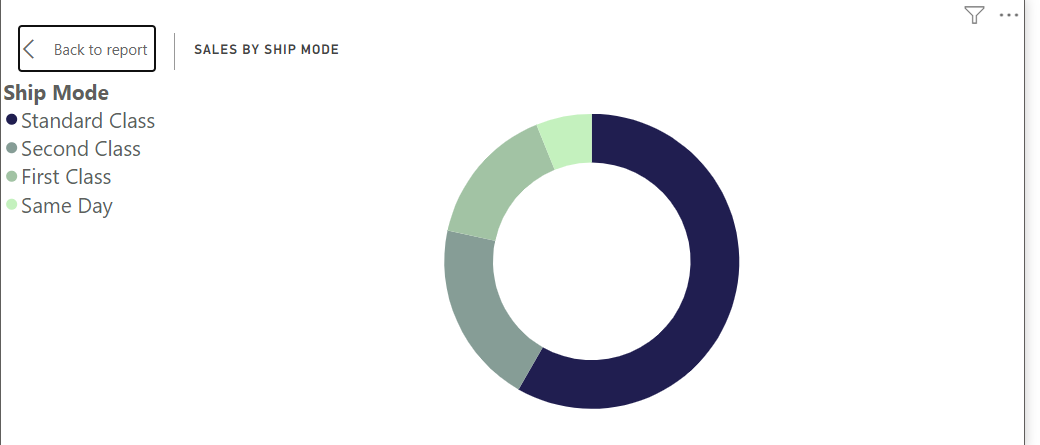 Back to report
SALES BY SHIP MODE
Ship Mode
Standard Class
Second Class
First Class
Same Day